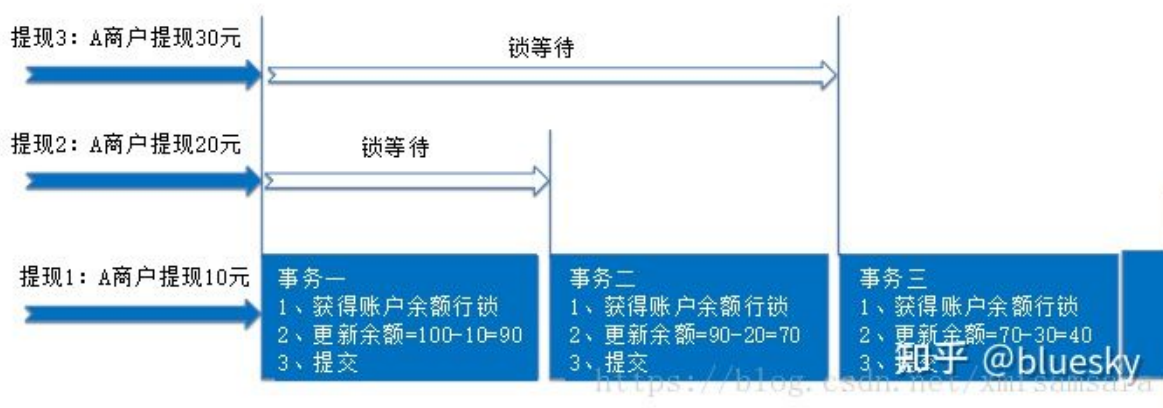 提现3：A商户提现30元
锁等待
提现2：A商户提现20元
锁等待
提现1：A商户提现10元
事务一
1、获得账户余额行锁
2、更新余额=100-10=90
3、提交
事务二
1、获得账户余额行锁
2、更新余额=90-20=70
3、提交
事务三
1、获得账户余额行锁
2、更新余额=70-30=40
3、提交
知乎 @bluesky
https://blog.csdn.net/xmtsamsara